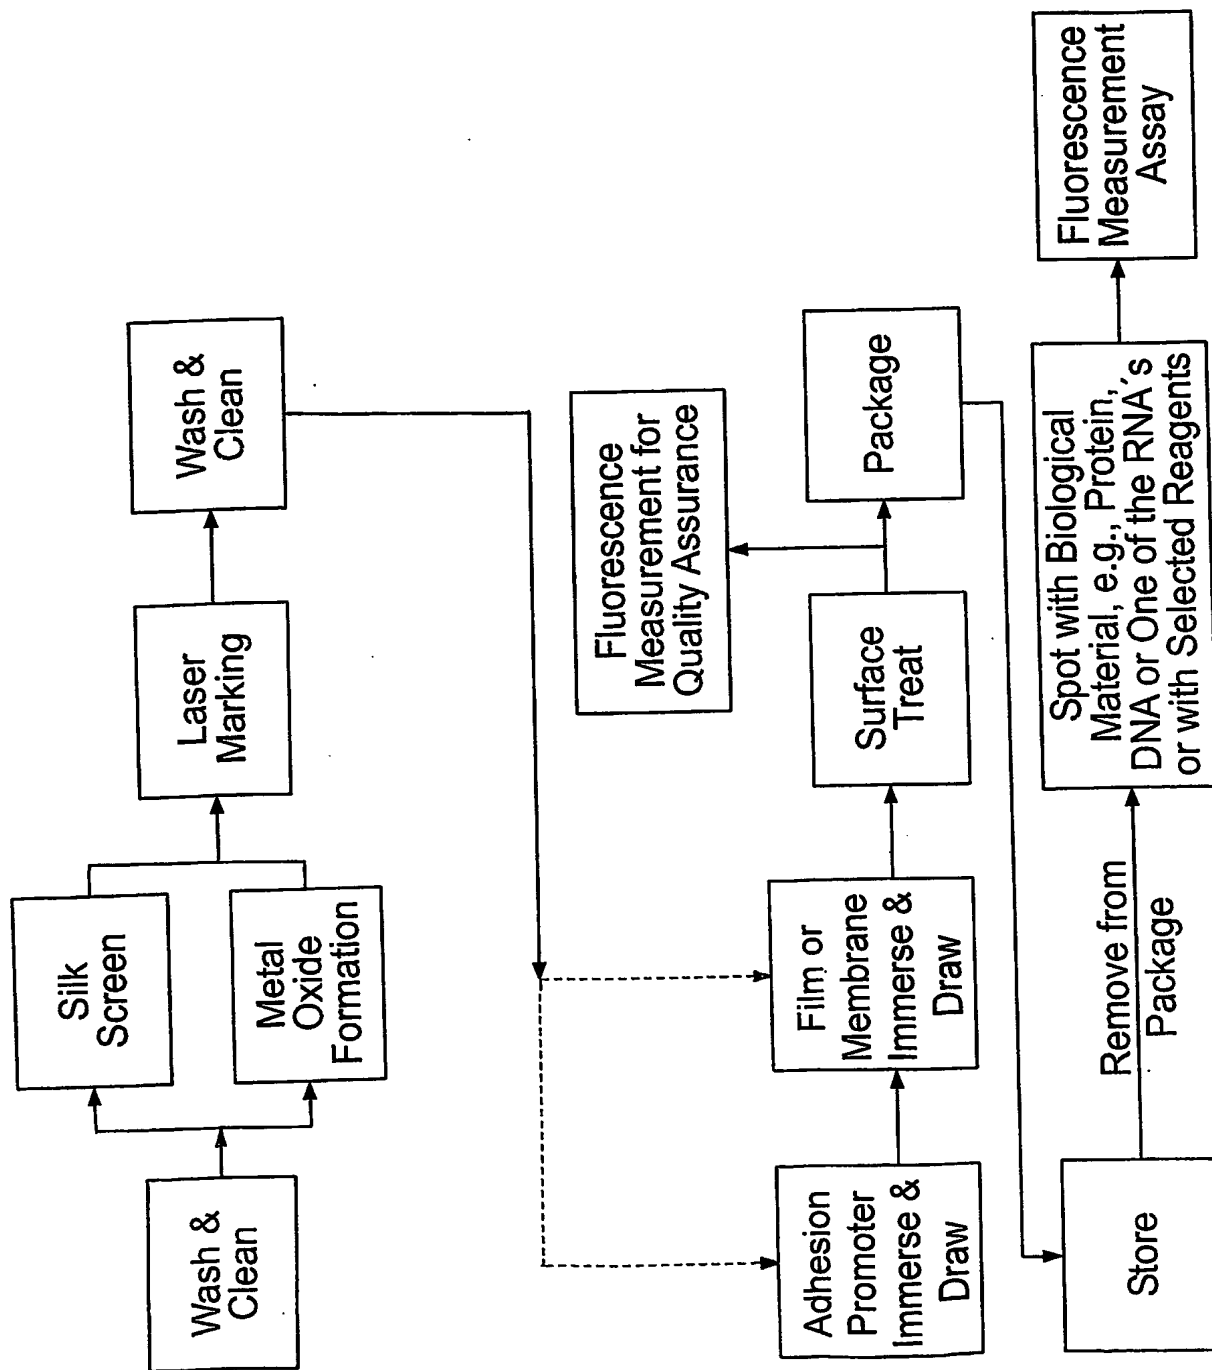 Wash &
Clean
Silk
Screen
Metal
Oxide
Formation
Laser
Marking
Wash &
Clean
Adhesion
Promoter
Immerse &
Draw
Film or
Membrane
Immerse &
Draw
Surface
Treat
Fluorescence
Measurement for
Quality Assurance
Package
Store
Remove from
Package
Spot with Biological
Material, e.g., Protein,
DNA or One of the RNA´s
or with Selected Reagents
Fluorescence
Measurement
Assay